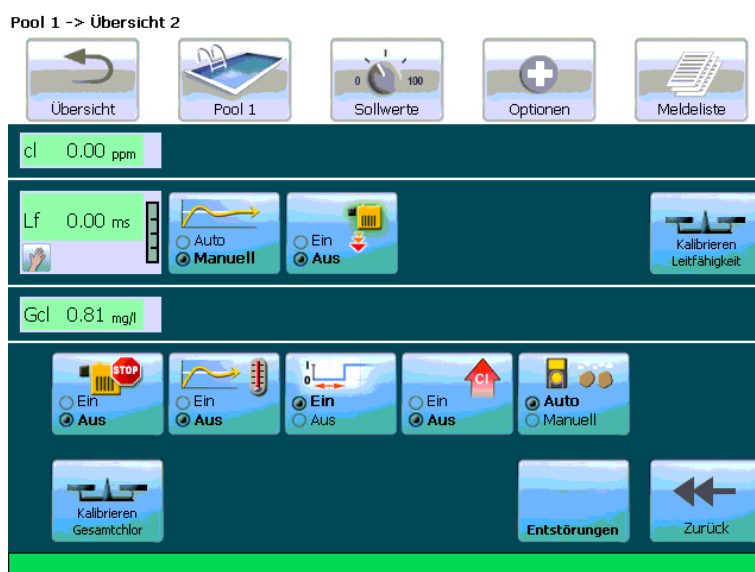 Pool 1 -> Übersicht 2
Übersicht
Pool 1
0 100
Sollwerte
Optionen
Meldeliste
cl 0.00 ppm
Lf 0.00 ms
Auto
Manuell
Ein
Aus
Kalibrieren
Leitfähigkeit
Gcl 0.81 mg/l
STOP
Ein
Aus
Ein
Aus
1
0
Ein
Aus
Cl
Ein
Aus
Auto
Manuell
Kalibrieren
Gesamtchlor
Entstörungen
Zurück